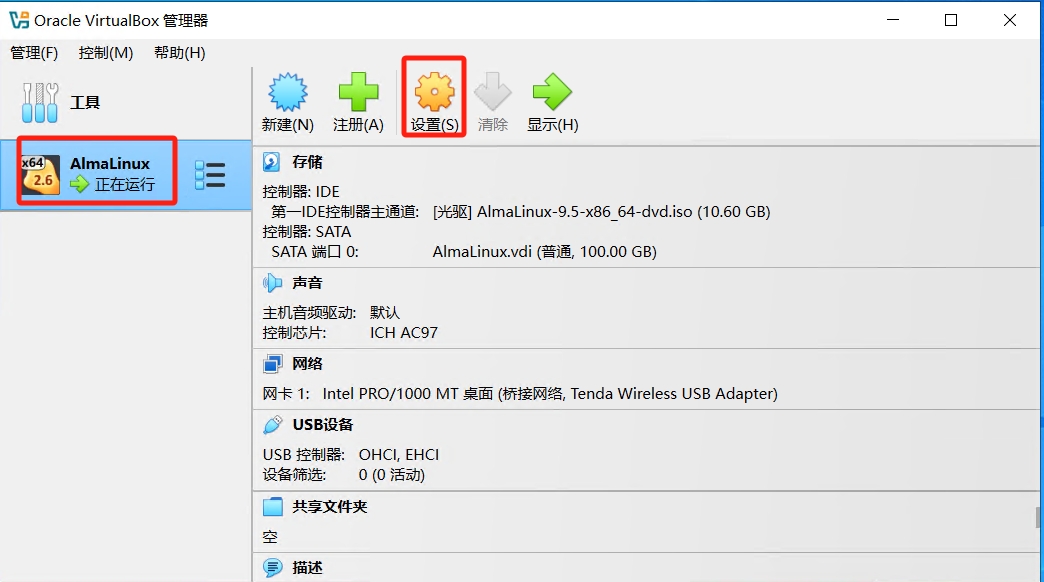 Oracle VirtualBox 管理器
管理(F) 控制(M) 帮助(H)
工具
新建(N) 注册(A) 设置(S) 清除 显示(H)
x64
2.6
AlmaLinux
正在运行
存储
控制器: IDE
第一IDE控制器主通道: [光驱] AlmaLinux-9.5-x86_64-dvd.iso (10.60 GB)
控制器: SATA
SATA 端口 0: AlmaLinux.vdi (普通, 100.00 GB)
声音
主机音频驱动: 默认
控制芯片: ICH AC97
网络
网卡 1: Intel PRO/1000 MT 桌面 (桥接网络, Tenda Wireless USB Adapter)
USB设备
USB 控制器: OHCI, EHCI
设备筛选: 0 (0 活动)
共享文件夹
空
描述